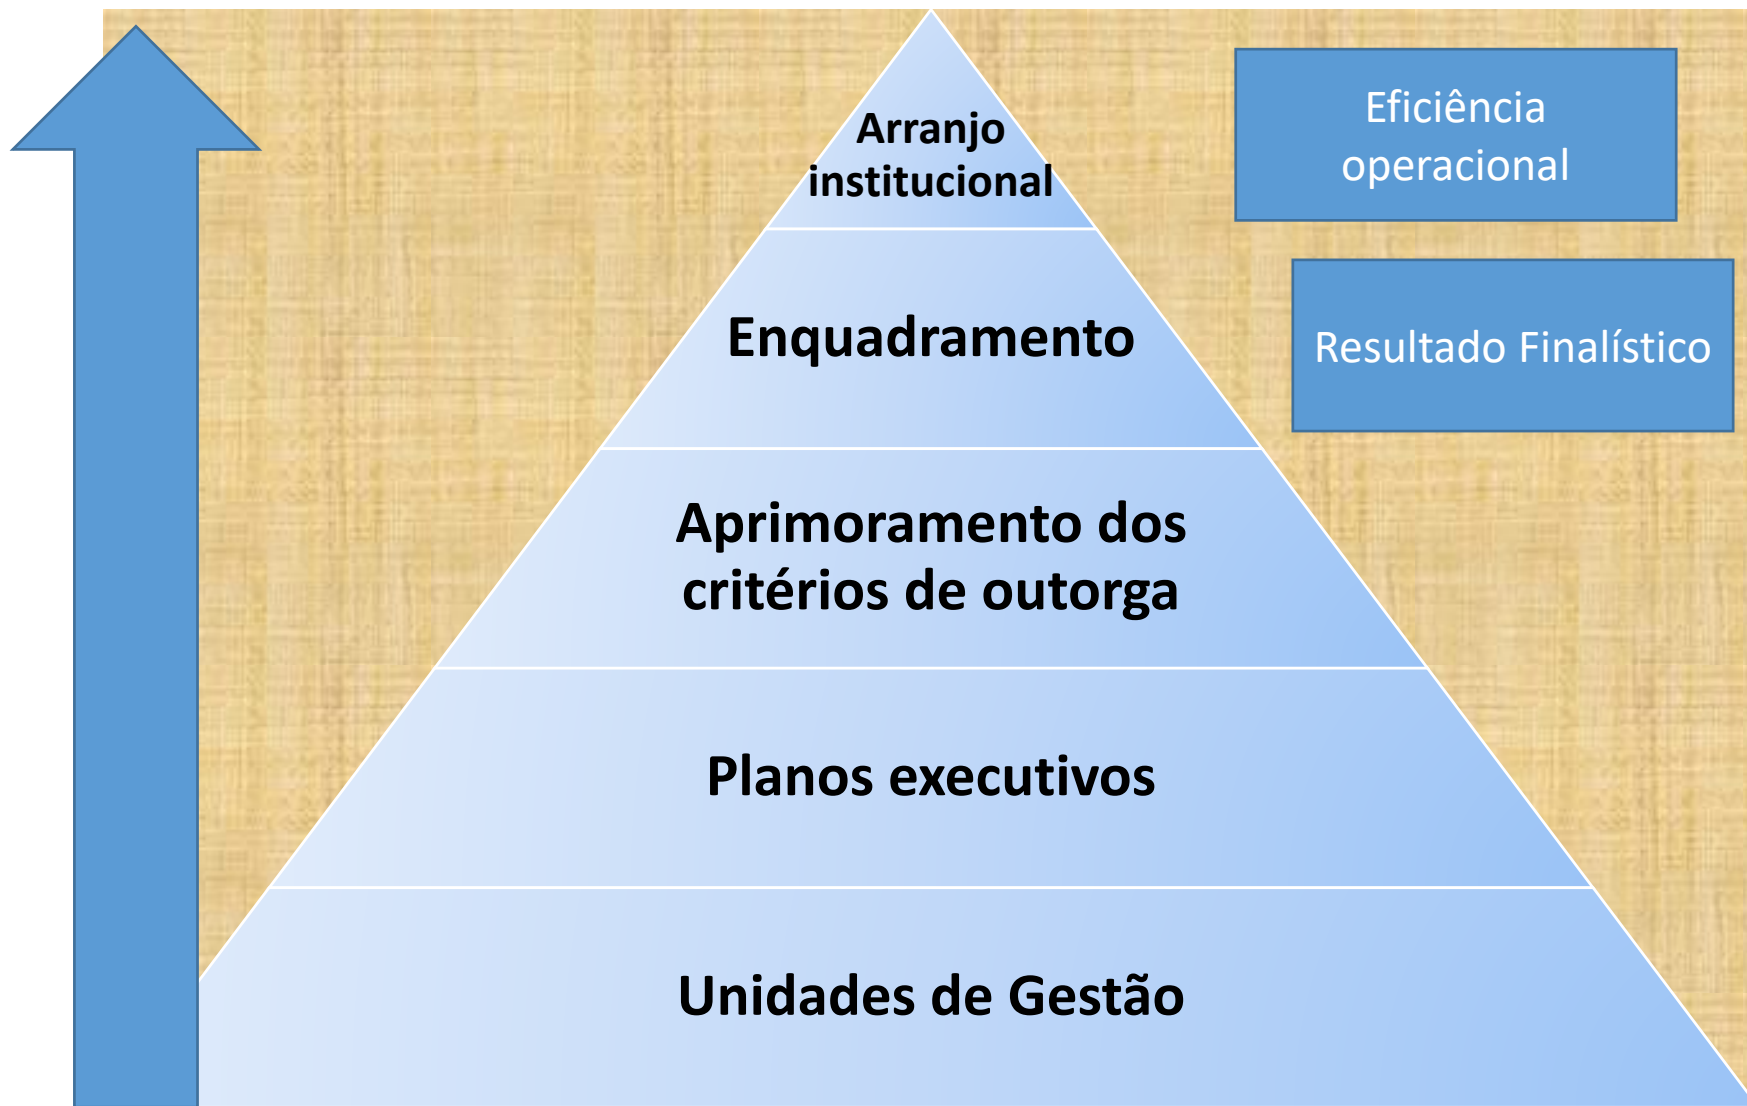 Arranjo
institucional
Eficiência
operacional
Enquadramento
Resultado Finalístico
Aprimoramento dos
critérios de outorga
Planos executivos
Unidades de Gestão